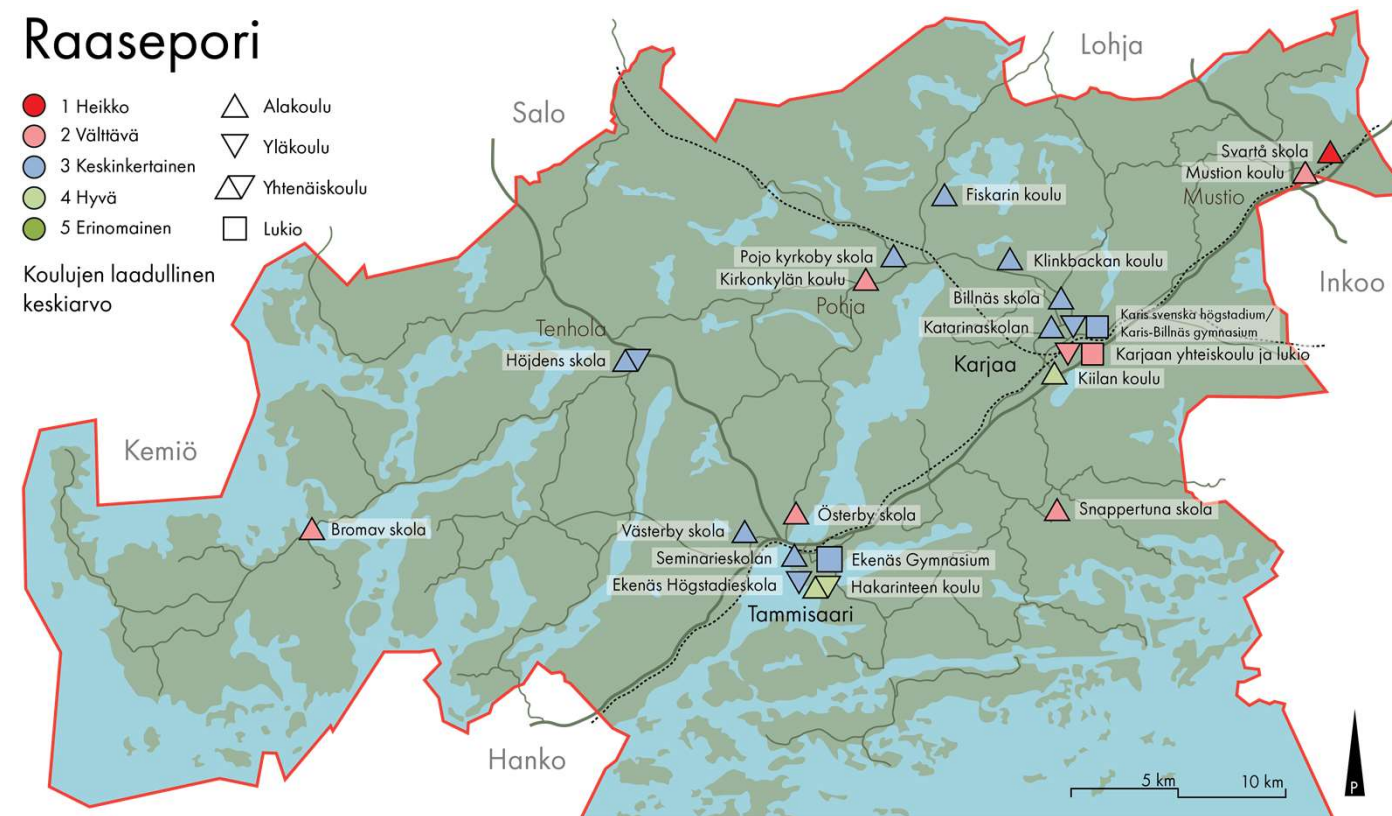 Raasepori
1 Heikko
2 Välttävä
3 Keskinkertainen
4 Hyvä
5 Erinomainen
Alakoulu
Yläkoulu
Yhtenäiskoulu
Lukio
Koulujen laadullinen
keskiarvo
Salo
Lohja
Inkoo
Kemiö
Hanko
Svartå skola
Mustion koulu
Mustio
Fiskarin koulu
Pojo kyrkoby skola
Kirkonkylän koulu
Pohja
Klinkbackan koulu
Billnäs skola
Katarinaskolan
Karis svenska högstadium/
Karis-Billnäs gymnasium
Karjaa
Karjaan yhteiskoulu ja lukio
Kiilan koulu
Tenhola
Höjdens skola
Bromav skola
Västerby skola
Österby skola
Snappertuna skola
Seminarieskolan
Ekenäs Gymnasium
Ekenäs Högstadieskola
Hakarinteen koulu
Tammisaari
5 km
10 km
P